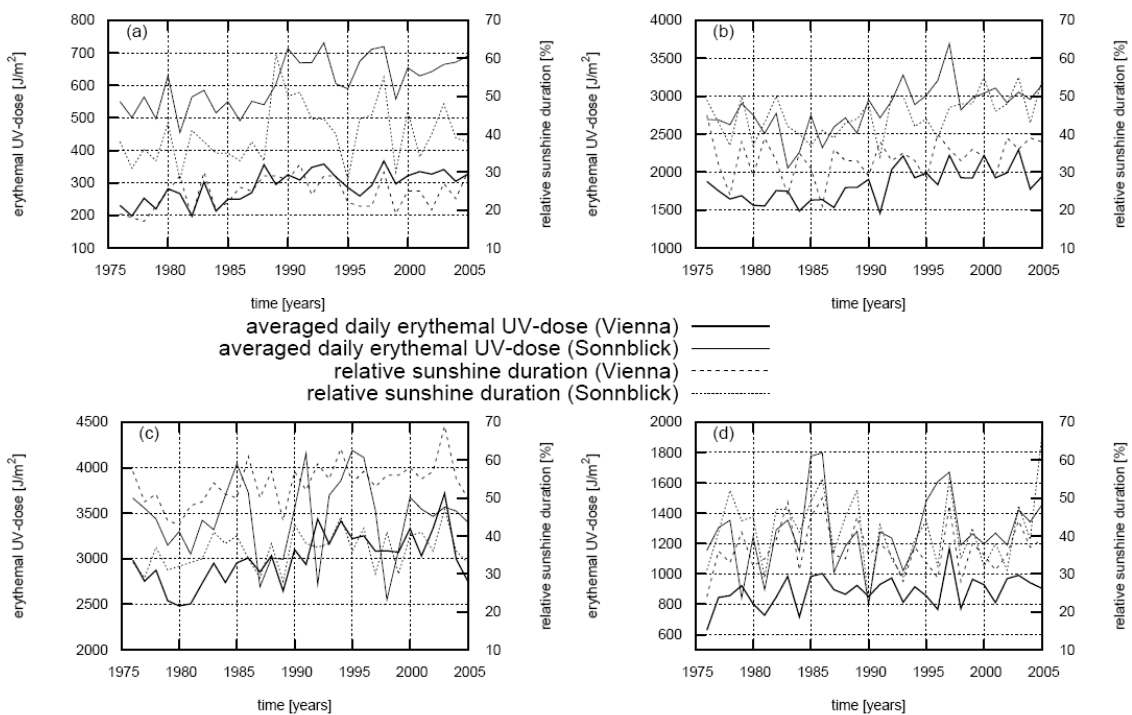 (a)
erythemal UV-dose [J/m²]
800
700
600
500
400
300
200
100
70
60
50
40
30
20
10
relative sunshine duration [%]
1975 1980 1985 1990 1995 2000 2005
time [years]
(b)
erythemal UV-dose [J/m²]
4000
3500
3000
2500
2000
1500
1000
70
60
50
40
30
20
10
relative sunshine duration [%]
1975 1980 1985 1990 1995 2000 2005
time [years]
averaged daily erythemal UV-dose (Vienna)
averaged daily erythemal UV-dose (Sonnblick)
relative sunshine duration (Vienna)
relative sunshine duration (Sonnblick)
(c)
erythemal UV-dose [J/m²]
4500
4000
3500
3000
2500
2000
70
60
50
40
30
20
10
relative sunshine duration [%]
1975 1980 1985 1990 1995 2000 2005
time [years]
(d)
erythemal UV-dose [J/m²]
2000
1800
1600
1400
1200
1000
800
600
70
60
50
40
30
20
10
relative sunshine duration [%]
1975 1980 1985 1990 1995 2000 2005
time [years]